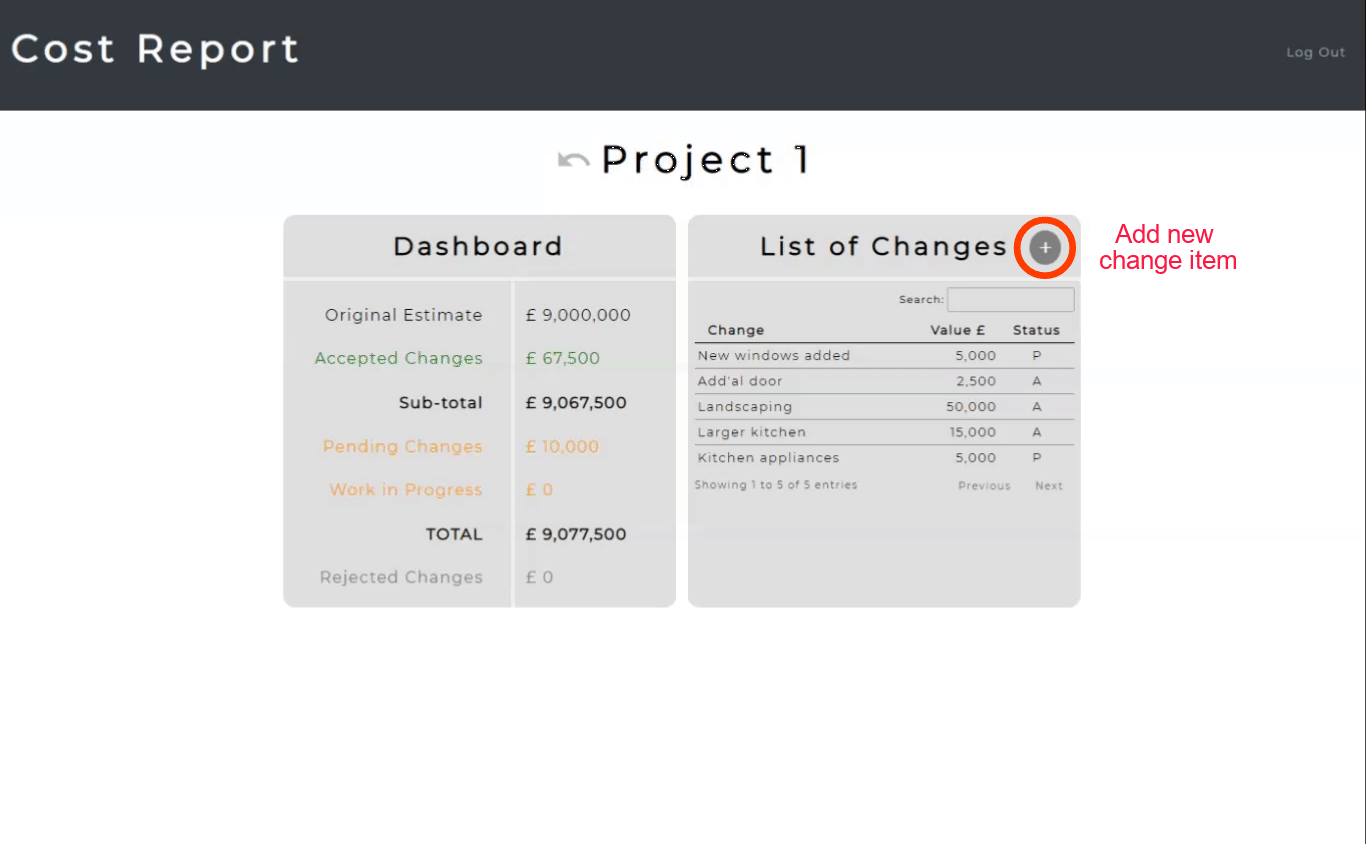 Cost Report
Log Out
Project 1
Dashboard
Original Estimate £ 9,000,000
Accepted Changes £ 67,500
Sub-total £ 9,067,500
Pending Changes £ 10,000
Work in Progress £ 0
TOTAL £ 9,077,500
Rejected Changes £ 0
List of Changes +
Add new
change item
Search:
Change Value £ Status
New windows added 5,000 P
Add'al door 2,500 A
Landscaping 50,000 A
Larger kitchen 15,000 A
Kitchen appliances 5,000 P
Showing 1 to 5 of 5 entries Previous Next